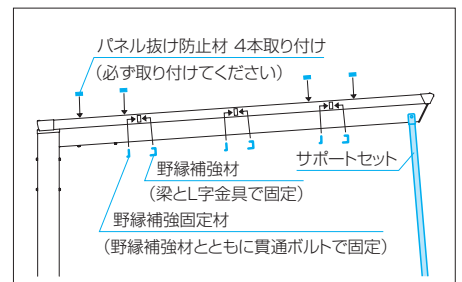 パネル抜け防止材 4本取り付け
(必ず取り付けてください)
サポートセット
野縁補強材
(梁とL字金具で固定)
野縁補強固定材
(野縁補強材とともに貫通ボルトで固定)